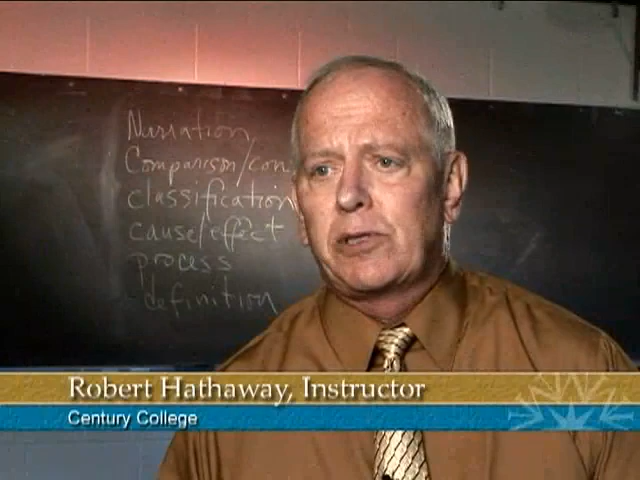 Narration,
Comparison/con
classification
cause/effect
process
definition
Robert Hathaway, Instructor
Century College